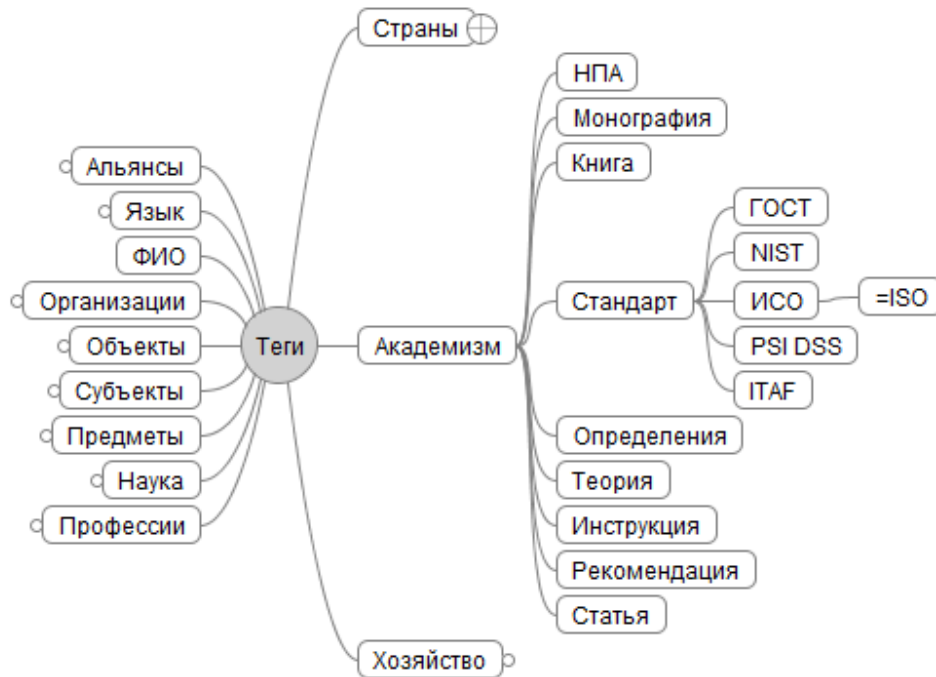 Страны
НПА
Монография
Книга
Альянсы
Язык
ФИО
Организации
Объекты
Субъекты
Предметы
Наука
Профессии
Теги
Академизм
Стандарт
ГОСТ
NIST
ИСО
=ISO
PSI DSS
ITAF
Определения
Теория
Инструкция
Рекомендация
Статья
Хозяйство